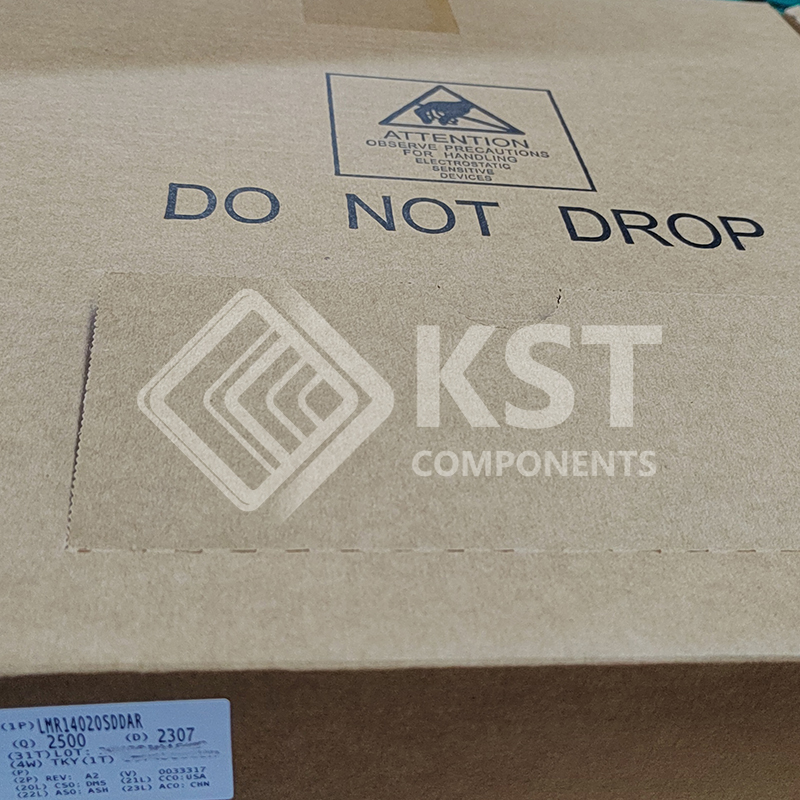 ATTENTION
OBSERVE PRECAUTIONS
FOR HANDLING
ELECTROSTATIC
SENSITIVE
DEVICES
DO NOT DROP
KST
COMPONENTS
(1P) LMR14020SDDAR
(Q) 2500 (D) 2307
(31T)LOT:
(4W) TKY(1T)
(P)
(2P) REV: A2 (V) 0033317
(20L) CSO: DMS (21L) CCO:USA
(22L) ASO: ASH (23L) ACO: CHN